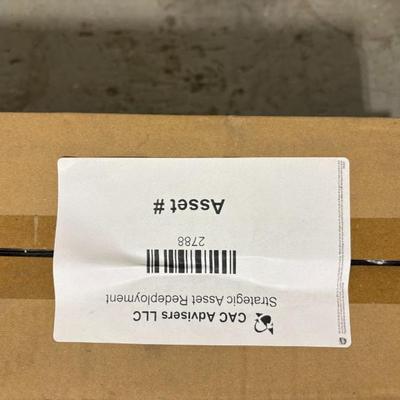 CAC Advisers LLC
Strategic Asset Redeployment
2788
Asset #